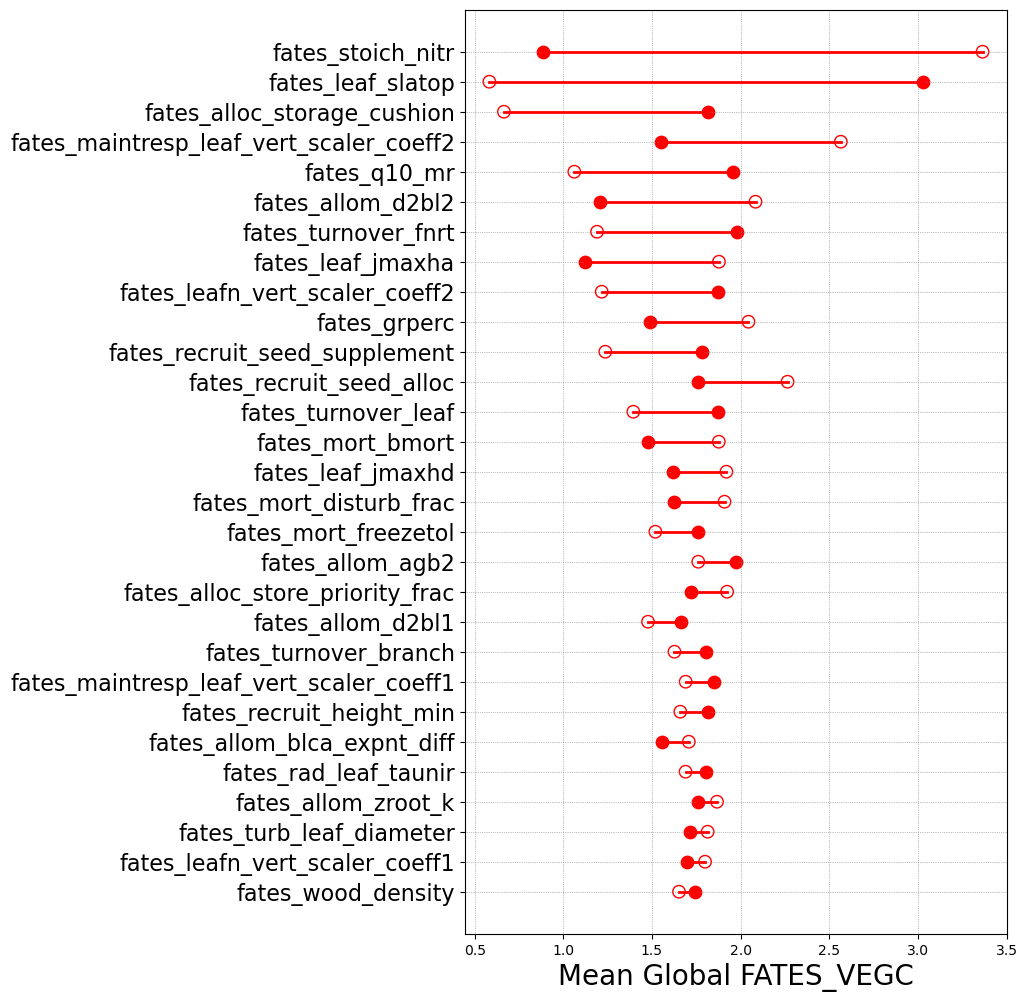 fates_stoich_nitr
fates_leaf_slatop
fates_alloc_storage_cushion
fates_maintresp_leaf_vert_scaler_coeff2
fates_q10_mr
fates_allom_d2bl2
fates_turnover_fnrt
fates_leaf_jmaxha
fates_leafn_vert_scaler_coeff2
fates_grperc
fates_recruit_seed_supplement
fates_recruit_seed_alloc
fates_turnover_leaf
fates_mort_bmort
fates_leaf_jmaxhd
fates_mort_disturb_frac
fates_mort_freezetol
fates_allom_agb2
fates_alloc_store_priority_frac
fates_allom_d2bl1
fates_turnover_branch
fates_maintresp_leaf_vert_scaler_coeff1
fates_recruit_height_min
fates_allom_blca_expnt_diff
fates_rad_leaf_taunir
fates_allom_zroot_k
fates_turb_leaf_diameter
fates_leafn_vert_scaler_coeff1
fates_wood_density
0.5 1.0 1.5 2.0 2.5 3.0 3.5
Mean Global FATES_VEGC